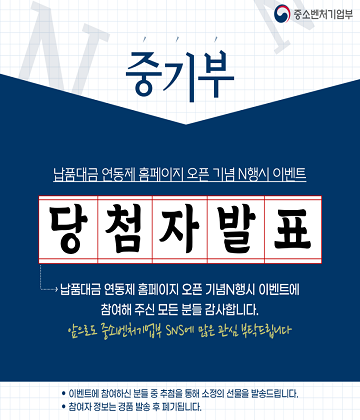 중소벤처기업부
중기부
납품대금 연동제 홈페이지 오픈 기념 N행시 이벤트
당첨자발표
납품대금 연동제 홈페이지 오픈 기념N행시 이벤트에
참여해 주신 모든 분들 감사합니다.
앞으로도 중소벤처기업부 SNS에 많은 관심 부탁드립니다
• 이벤트에 참여하신 분들 중 추첨을 통해 소정의 선물을 발송드립니다.
• 참여자 정보는 경품 발송 후 폐기됩니다.